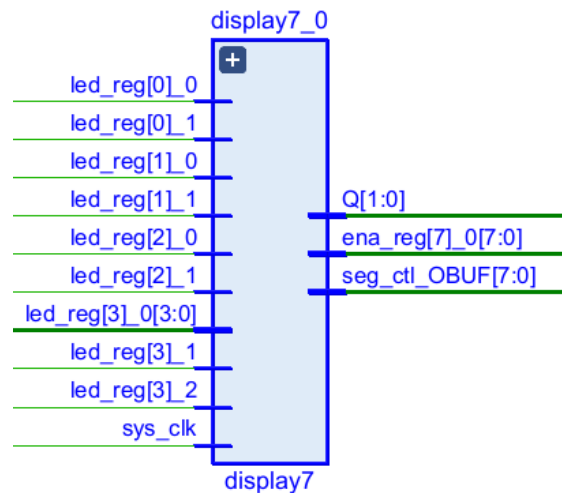 display7_0
led_reg[0]_0
led_reg[0]_1
led_reg[1]_0
led_reg[1]_1
led_reg[2]_0
led_reg[2]_1
led_reg[3]_0[3:0]
led_reg[3]_1
led_reg[3]_2
sys_clk
Q[1:0]
ena_reg[7]_0[7:0]
seg_ctl_OBUF[7:0]
display7